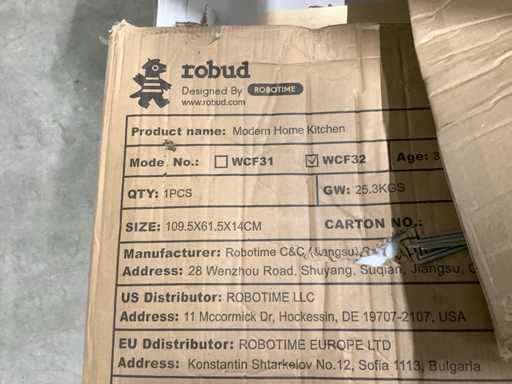 robud
Designed By ROBOTIME
www.robud.com
Product name: Modern Home Kitchen
Mode No.: WCF31 WCF32 Age: 3
QTY: 1PCS GW: 25.3KGS
SIZE: 109.5X61.5X14CM CARTON NO.:
Manufacturer: Robotime C&C (Jiangsu)
Address: 28 Wenzhou Road, Shuyang, Suqian, Jiangsu,
US Distributor: ROBOTIME LLC
Address: 11 Mccormick Dr, Hockessin, DE 19707-2107, USA
EU Ddistributor: ROBOTIME EUROPE LTD
Address: Konstantin Shtarkelov No.12, Sofia 1113, Bulgaria